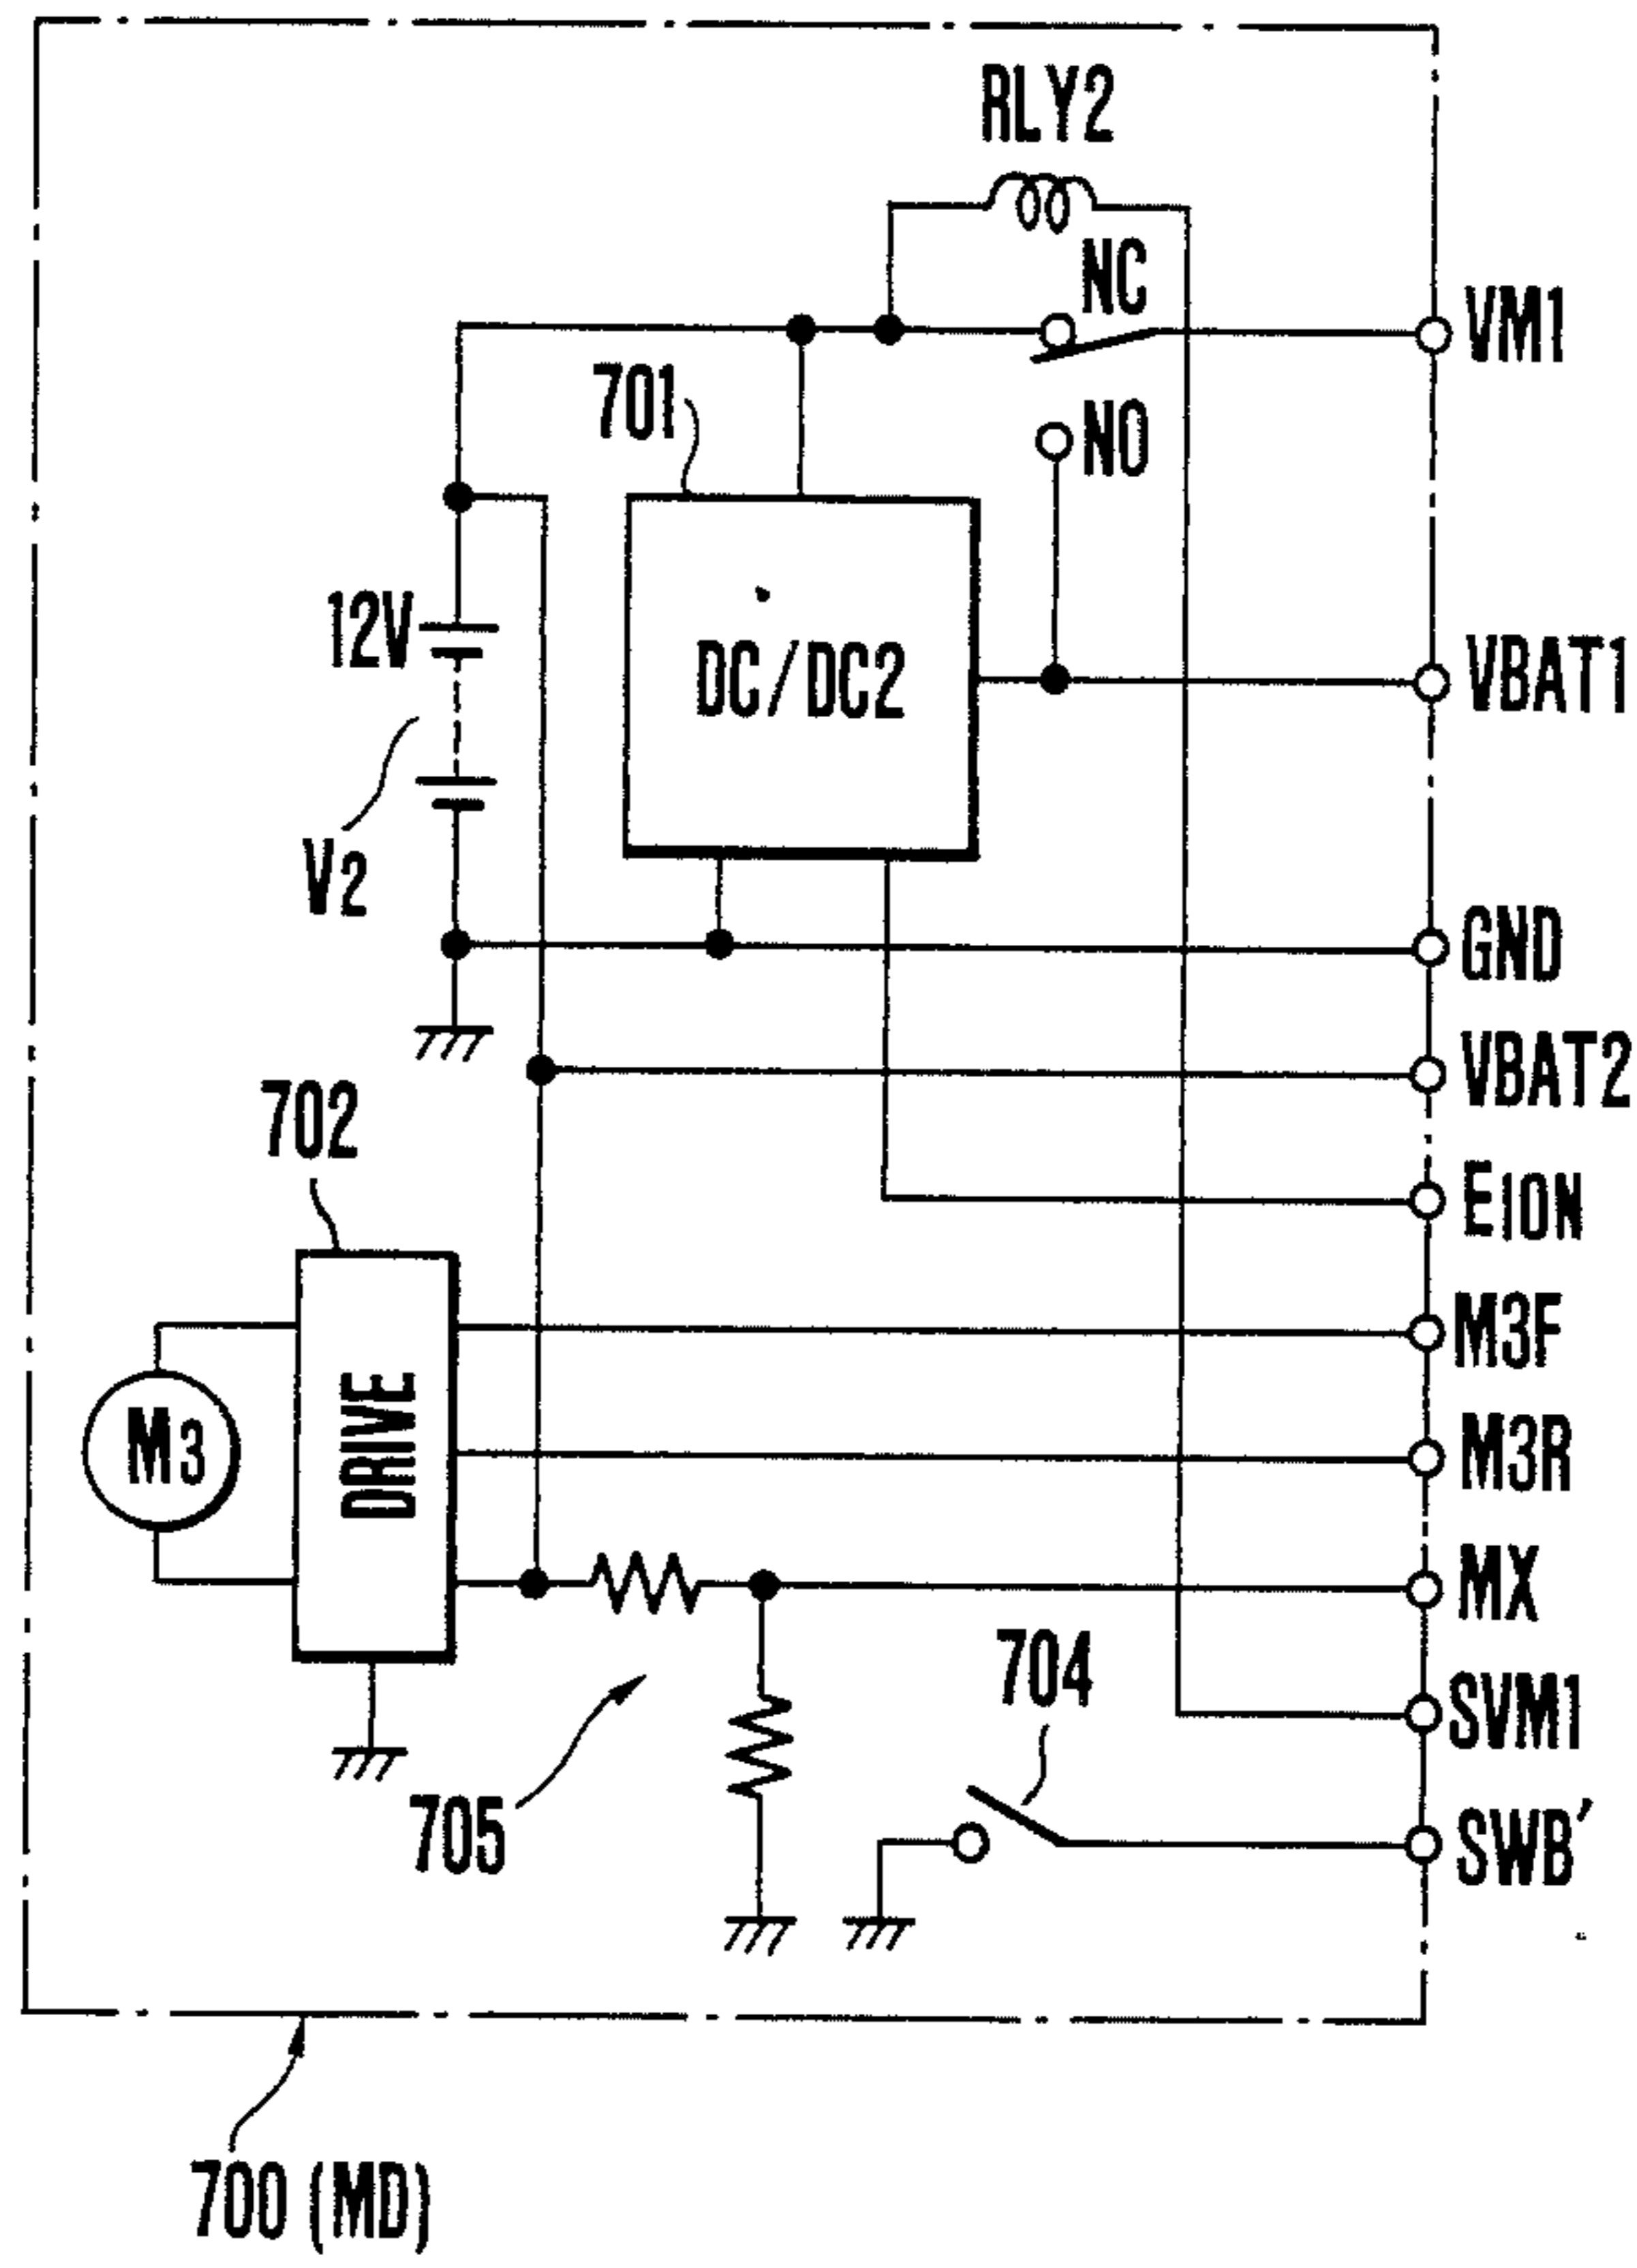 RLY2
NC
VM1
701
NO
12V
DC/DC2
VBAT1
V2
GND
VBAT2
702
EION
M3F
M3
DRIVE
M3R
MX
704
SVM1
705
SWB'
700 (MD)